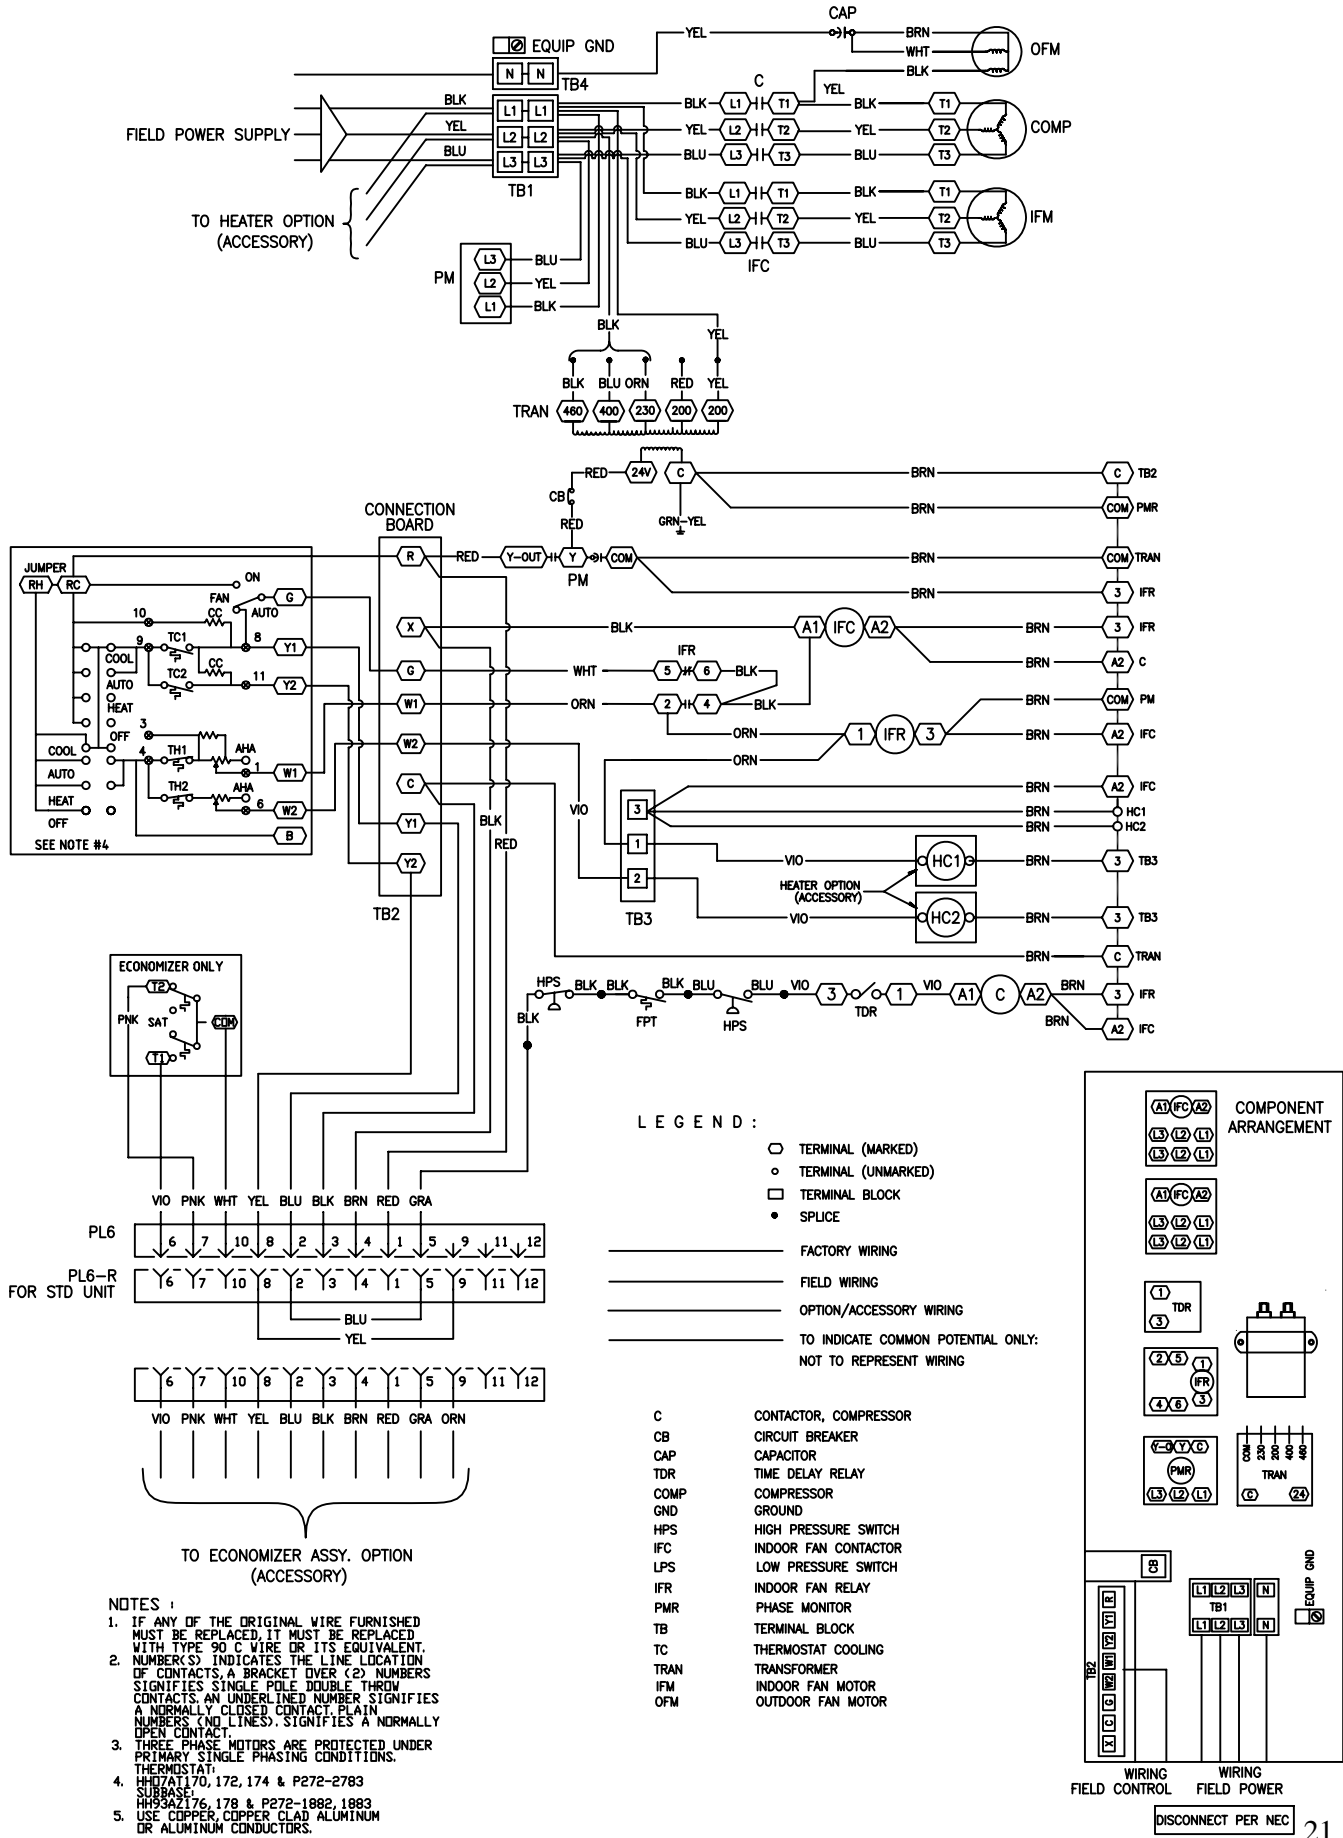 CAP
YEL BRN
EQUIP GND
WHT OFM
N N
TB4
BLK
C
YEL
BLK
L1 L1
BLK L1 T1 BLK T1
FIELD POWER SUPPLY
YEL
L2 L2
YEL L2 T2 YEL T2 COMP
BLU
L3 L3
BLU L3 T3 BLU T3
TB1
BLK L1 T1 BLK T1
TO HEATER OPTION
(ACCESSORY)
YEL L2 T2 YEL T2 IFM
BLU L3 T3 BLU T3
IFC
PM
L3 BLU
L2 YEL
L1 BLK
BLK YEL
BLK BLU ORN RED YEL
TRAN 460 400 230 200 200
RED 24V C BRN C TB2
CB
RED GRN-YEL
BRN COM PMR
CONNECTION
BOARD
R RED Y-OUT Y COM BRN COM TRAN
PM
BRN 3 IFR
JUMPER
RH RC
ON
FAN G
AUTO
10 CC
9 TC1 8 Y1
COOL CC
TC2 11 Y2
AUTO
HEAT
3
OFF
COOL 4 TH1 AHA
1 W1
AUTO
TH2 AHA
HEAT 6 W2
OFF
B
SEE NOTE #4
X BLK A1 IFC A2 BRN 3 IFR
BRN A2 C
IFR
G WHT 5 6 BLK
W1 ORN 2 4 BLK
BRN COM PM
W2 ORN 1 IFR 3 BRN A2 IFC
ORN
C
BRN A2 IFC
VIO 3 BRN HC1
BRN HC2
Y1 BLK
RED
1
Y2 VIO HC1 BRN 3 TB3
2
HEATER OPTION
(ACCESSORY)
TB2 TB3
VIO HC2 BRN 3 TB3
BRN C TRAN
ECONOMIZER ONLY
T2
PNK SAT COM
T1
HPS BLK BLK BLK BLU BLU VIO 3 1 VIO A1 C A2 BRN 3 IFR
BLK FPT HPS TDR BRN A2 IFC
COMPONENT
ARRANGEMENT
A1 IFC A2
L3 L2 L1
L3 L2 L1
A1 IFC A2
L3 L2 L1
L3 L2 L1
1
TDR
3
2 5 1
IFR
4 6 3
Y-O Y C
PMR
L3 L2 L1
COM 230 200 400 460
TRAN
C 24
CB
TB2
R Y1 Y2 W1 W2 G C X
L1 L2 L3 N
TB1
L1 L2 L3 N
EQUIP GND
WIRING
FIELD CONTROL
WIRING
FIELD POWER
DISCONNECT PER NEC
21
LEGEND :
TERMINAL (MARKED)
TERMINAL (UNMARKED)
TERMINAL BLOCK
SPLICE
FACTORY WIRING
FIELD WIRING
OPTION/ACCESSORY WIRING
TO INDICATE COMMON POTENTIAL ONLY:
NOT TO REPRESENT WIRING
C CONTACTOR, COMPRESSOR
CB CIRCUIT BREAKER
CAP CAPACITOR
TDR TIME DELAY RELAY
COMP COMPRESSOR
GND GROUND
HPS HIGH PRESSURE SWITCH
IFC INDOOR FAN CONTACTOR
LPS LOW PRESSURE SWITCH
IFR INDOOR FAN RELAY
PMR PHASE MONITOR
TB TERMINAL BLOCK
TC THERMOSTAT COOLING
TRAN TRANSFORMER
IFM INDOOR FAN MOTOR
OFM OUTDOOR FAN MOTOR
VIO PNK WHT YEL BLU BLK BRN RED GRA
PL6
6 7 10 8 2 3 4 1 5 9 11 12
PL6-R
FOR STD UNIT
6 7 10 8 2 3 4 1 5 9 11 12
BLU
YEL
6 7 10 8 2 3 4 1 5 9 11 12
VIO PNK WHT YEL BLU BLK BRN RED GRA ORN
TO ECONOMIZER ASSY. OPTION
(ACCESSORY)
NOTES :
1. IF ANY OF THE ORIGINAL WIRE FURNISHED
MUST BE REPLACED, IT MUST BE REPLACED
WITH TYPE 90 C WIRE OR ITS EQUIVALENT.
2. NUMBER(S) INDICATES THE LINE LOCATION
OF CONTACTS, A BRACKET OVER (2) NUMBERS
SIGNIFIES SINGLE POLE DOUBLE THROW
CONTACTS. AN UNDERLINED NUMBER SIGNIFIES
A NORMALLY CLOSED CONTACT. PLAIN
NUMBERS (NO LINES). SIGNIFIES A NORMALLY
OPEN CONTACT.
3. THREE PHASE MOTORS ARE PROTECTED UNDER
PRIMARY SINGLE PHASING CONDITIONS.
THERMOSTAT:
4. HH07AT170, 172, 174 & P272-2783
SUBBASE:
HH93AZ176, 178 & P272-1882, 1883
5. USE COPPER, COPPER CLAD ALUMINUM
OR ALUMINUM CONDUCTORS.